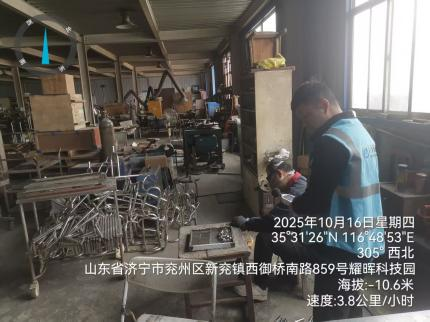 2025年10月16日星期四
35°31'26"N 116°48'53"E
305° 西北
山东省济宁市兖州区新兖镇西御桥南路859号耀晖科技园
海拔:-10.6米
速度:3.8公里/小时